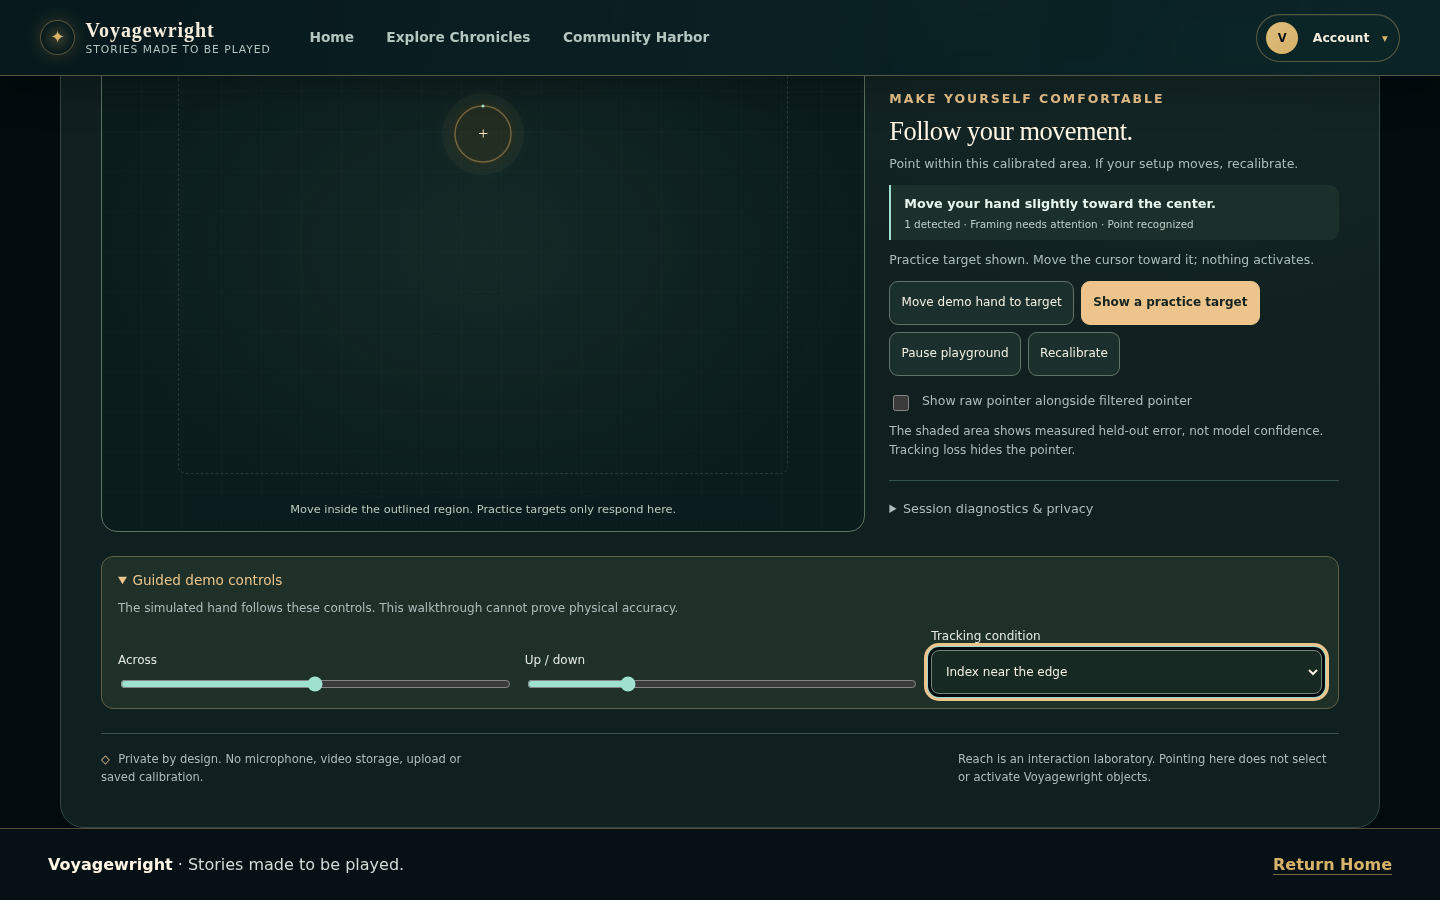 ✦ Voyagewright
STORIES MADE TO BE PLAYED
Home
Explore Chronicles
Community Harbor
V Account ▾
+
Move inside the outlined region. Practice targets only respond here.
MAKE YOURSELF COMFORTABLE
Follow your movement.
Point within this calibrated area. If your setup moves, recalibrate.
Move your hand slightly toward the center.
1 detected · Framing needs attention · Point recognized
Practice target shown. Move the cursor toward it; nothing activates.
Move demo hand to target
Show a practice target
Pause playground
Recalibrate
Show raw pointer alongside filtered pointer
The shaded area shows measured held-out error, not model confidence.
Tracking loss hides the pointer.
▶ Session diagnostics & privacy
▼ Guided demo controls
The simulated hand follows these controls. This walkthrough cannot prove physical accuracy.
Across
Up / down
Tracking condition
Index near the edge
◇ Private by design. No microphone, video storage, upload or
saved calibration.
Reach is an interaction laboratory. Pointing here does not select
or activate Voyagewright objects.
Voyagewright · Stories made to be played.
Return Home